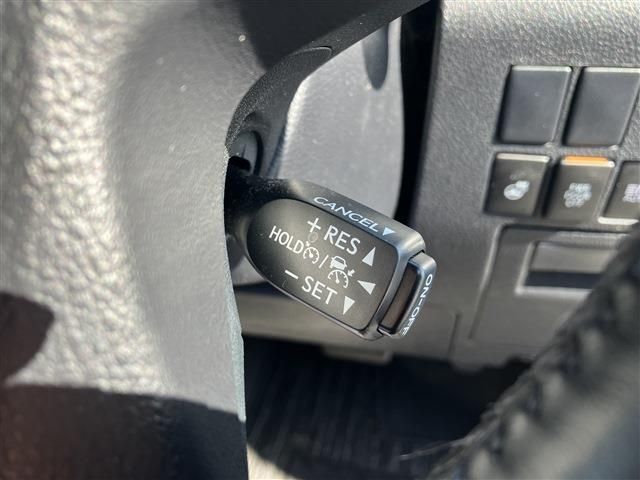 CANCEL▼
+RES▲
HOLD / ◀
−SET▼
ON-OFF